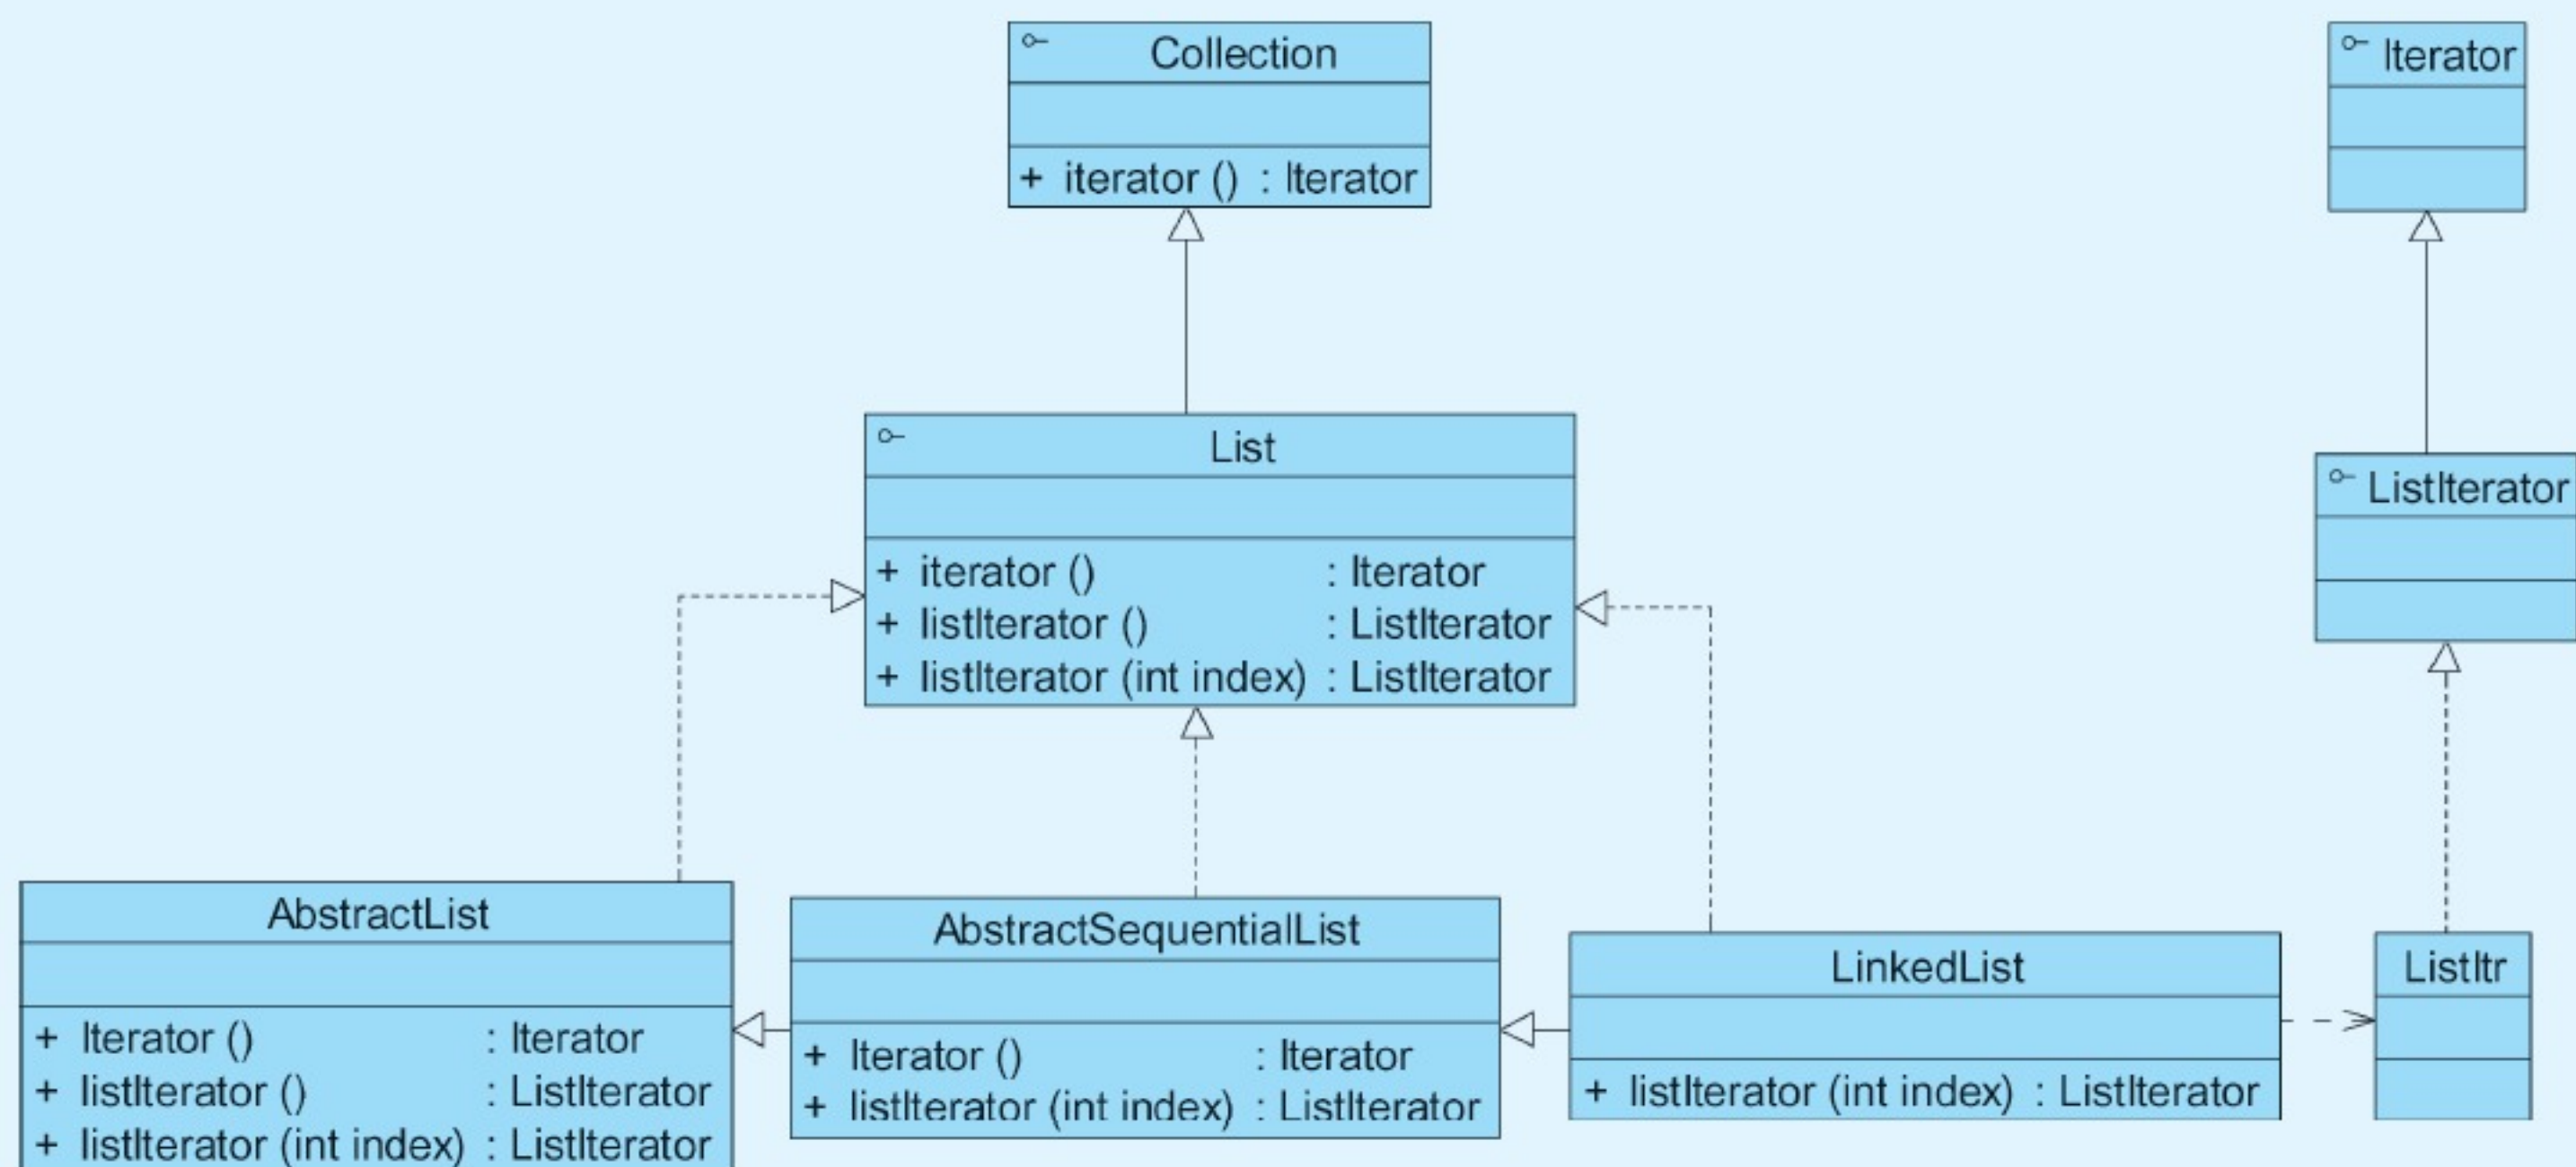 Collection
+ iterator () : Iterator
Iterator
List
+ iterator () : Iterator
+ listIterator () : ListIterator
+ listIterator (int index) : ListIterator
ListIterator
AbstractList
+ Iterator () : Iterator
+ listIterator () : ListIterator
+ listIterator (int index) : ListIterator
AbstractSequentialList
+ Iterator () : Iterator
+ listIterator (int index) : ListIterator
LinkedList
+ listIterator (int index) : ListIterator
ListItr